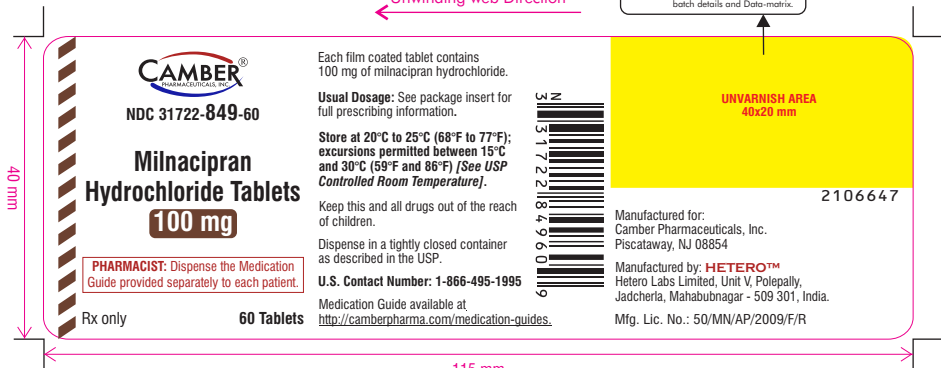 Unwinding web Direction
batch details and Data-matrix.
CAMBER®
PHARMACEUTICALS, INC.
NDC 31722-849-60
Milnacipran
Hydrochloride Tablets
100 mg
PHARMACIST: Dispense the Medication
Guide provided separately to each patient.
Rx only 60 Tablets
Each film coated tablet contains
100 mg of milnacipran hydrochloride.
Usual Dosage: See package insert for
full prescribing information.
Store at 20°C to 25°C (68°F to 77°F);
excursions permitted between 15°C
and 30°C (59°F and 86°F) [See USP
Controlled Room Temperature].
Keep this and all drugs out of the reach
of children.
Dispense in a tightly closed container
as described in the USP.
U.S. Contact Number: 1-866-495-1995
Medication Guide available at
http://camberpharma.com/medication-guides.
N
3 31722 84960 9
UNVARNISH AREA
40x20 mm
2106647
Manufactured for:
Camber Pharmaceuticals, Inc.
Piscataway, NJ 08854
Manufactured by: HETERO™
Hetero Labs Limited, Unit V, Polepally,
Jadcherla, Mahabubnagar - 509 301, India.
Mfg. Lic. No.: 50/MN/AP/2009/F/R
40 mm
115 mm